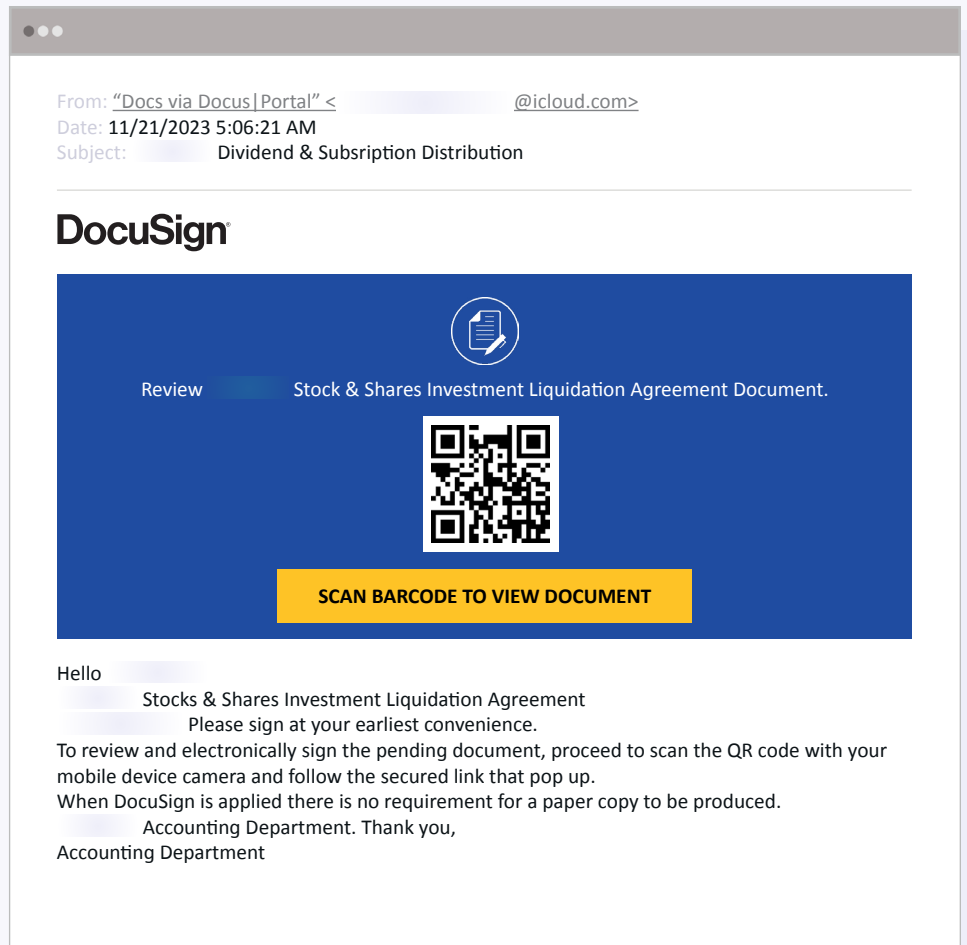 From: “Docs via Docus|Portal” < @icloud.com>
Date: 11/21/2023 5:06:21 AM
Subject: Dividend & Subsription Distribution
DocuSign®
Review Stock & Shares Investment Liquidation Agreement Document.
SCAN BARCODE TO VIEW DOCUMENT
Hello
Stocks & Shares Investment Liquidation Agreement
Please sign at your earliest convenience.
To review and electronically sign the pending document, proceed to scan the QR code with your
mobile device camera and follow the secured link that pop up.
When DocuSign is applied there is no requirement for a paper copy to be produced.
Accounting Department. Thank you,
Accounting Department